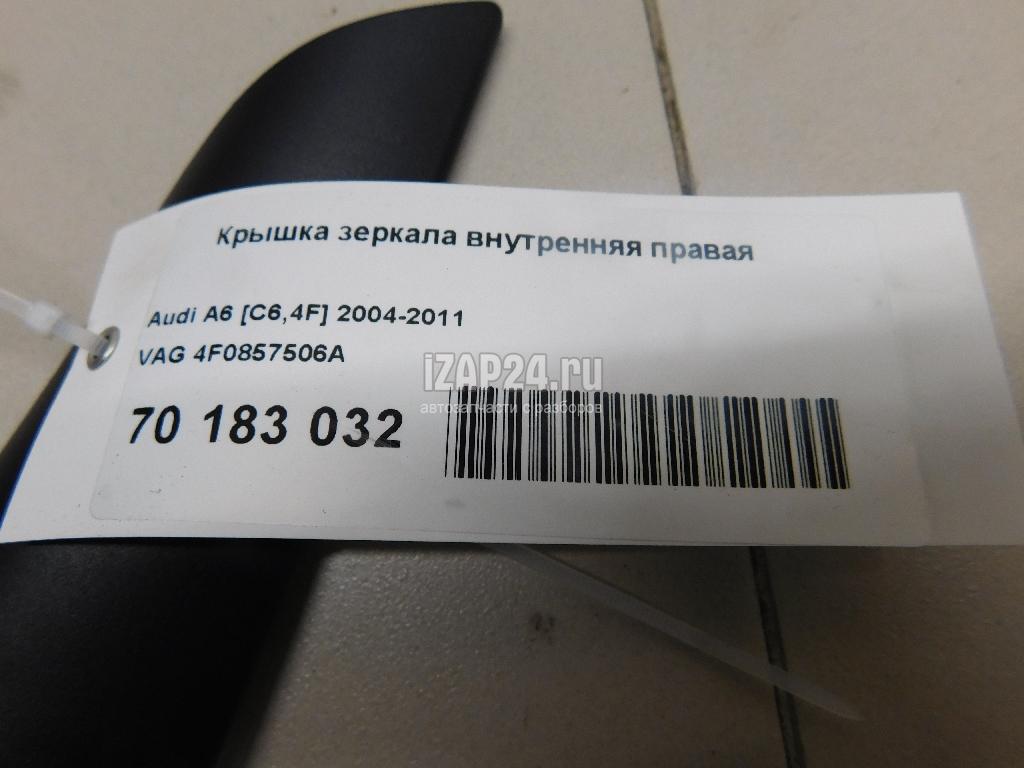 Крышка зеркала внутренняя правая
Audi A6 [C6,4F] 2004-2011
VAG 4F0857506A
iZAP24.ru
автозапчасти с разборов
70 183 032